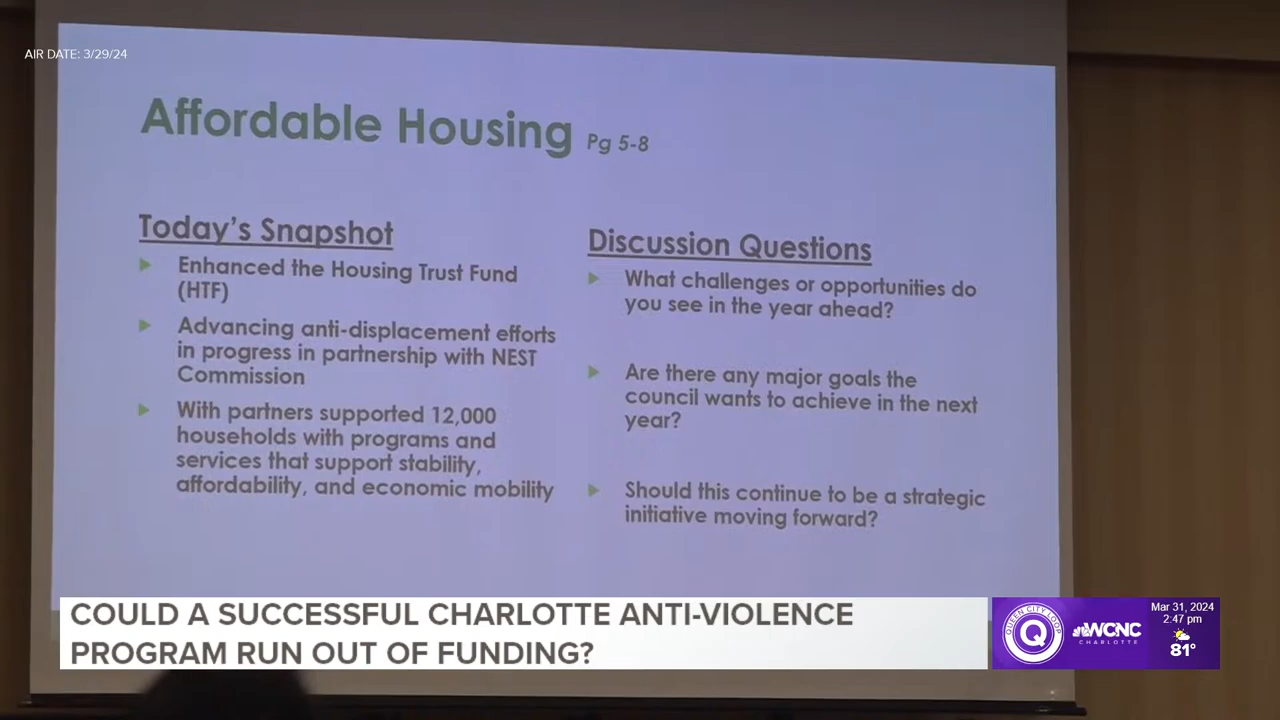 AIR DATE: 3/29/24
Affordable Housing Pg 5-8
Today's Snapshot
Enhanced the Housing Trust Fund
(HTF)
Advancing anti-displacement efforts
in progress in partnership with NEST
Commission
With partners supported 12,000
households with programs and
services that support stability,
affordability, and economic mobility
Discussion Questions
What challenges or opportunities do
you see in the year ahead?
Are there any major goals the
council wants to achieve in the next
year?
Should this continue to be a strategic
initiative moving forward?
COULD A SUCCESSFUL CHARLOTTE ANTI-VIOLENCE
PROGRAM RUN OUT OF FUNDING?
QUEEN CITY LOOP
Q
WCNC
CHARLOTTE
Mar 31, 2024
2:47 pm
81°